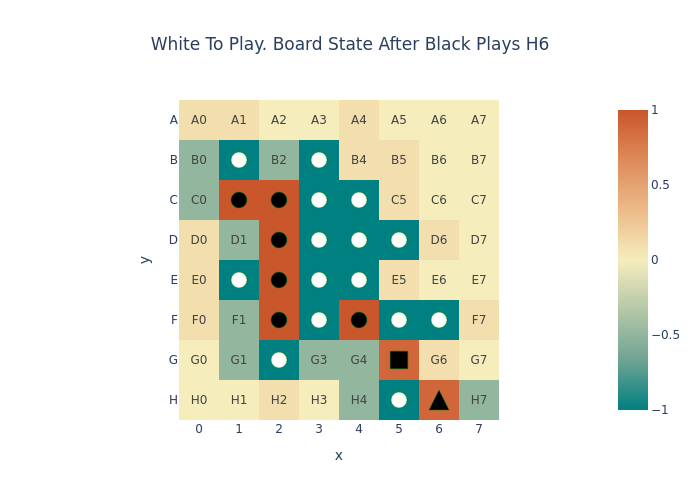 White To Play. Board State After Black Plays H6
A A0 A1 A2 A3 A4 A5 A6 A7
B B0 B2 B4 B5 B6 B7
C C0 C5 C6 C7
D D0 D1 D6 D7
E E0 E5 E6 E7
F F0 F1 F7
G G0 G1 G3 G4 G6 G7
H H0 H1 H2 H3 H4 H7
0 1 2 3 4 5 6 7
x
y
1
0.5
0
−0.5
−1